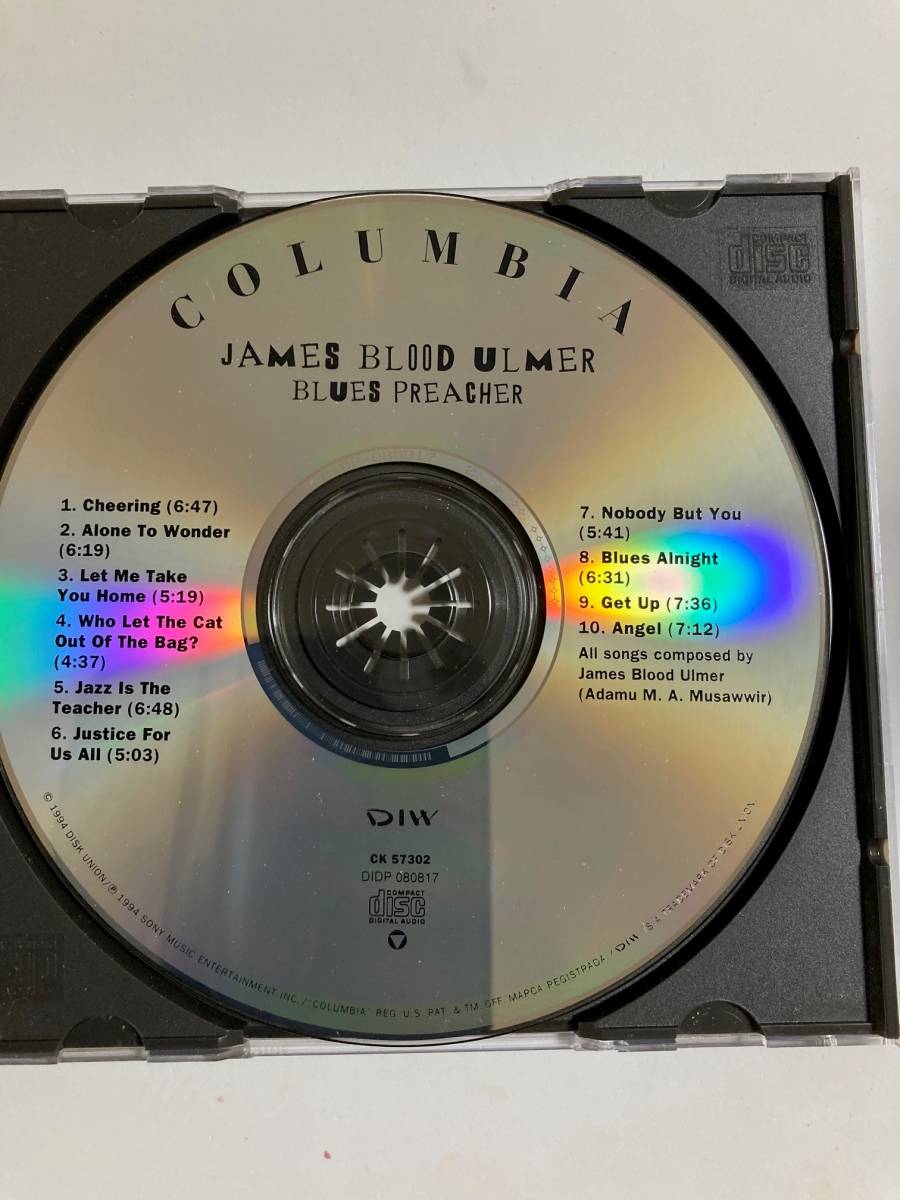 COLUMBIA
JAMES BLOOD ULMER
BLUES PREACHER
1. Cheering (6:47)
2. Alone To Wonder
(6:19)
3. Let Me Take
You Home (5:19)
4. Who Let The Cat
Out Of The Bag?
(4:37)
5. Jazz Is The
Teacher (6:48)
6. Justice For
Us All (5:03)
7. Nobody But You
(5:41)
8. Blues Alnight
(6:31)
9. Get Up (7:36)
10. Angel (7:12)
All songs composed by
James Blood Ulmer
(Adamu M. A. Musawwir)
DIW
CK 57302
DIDP 080817
COMPACT
disc
DIGITAL AUDIO
© 1994 DISK UNION/℗ 1994 SONY MUSIC ENTERTAINMENT INC./"COLUMBIA" REG. U.S. PAT. & TM. OFF. MARCA REGISTRADA./DIW IS A TRADEMARK OF DISK UNION
COMPACT
disc
DIGITAL AUDIO